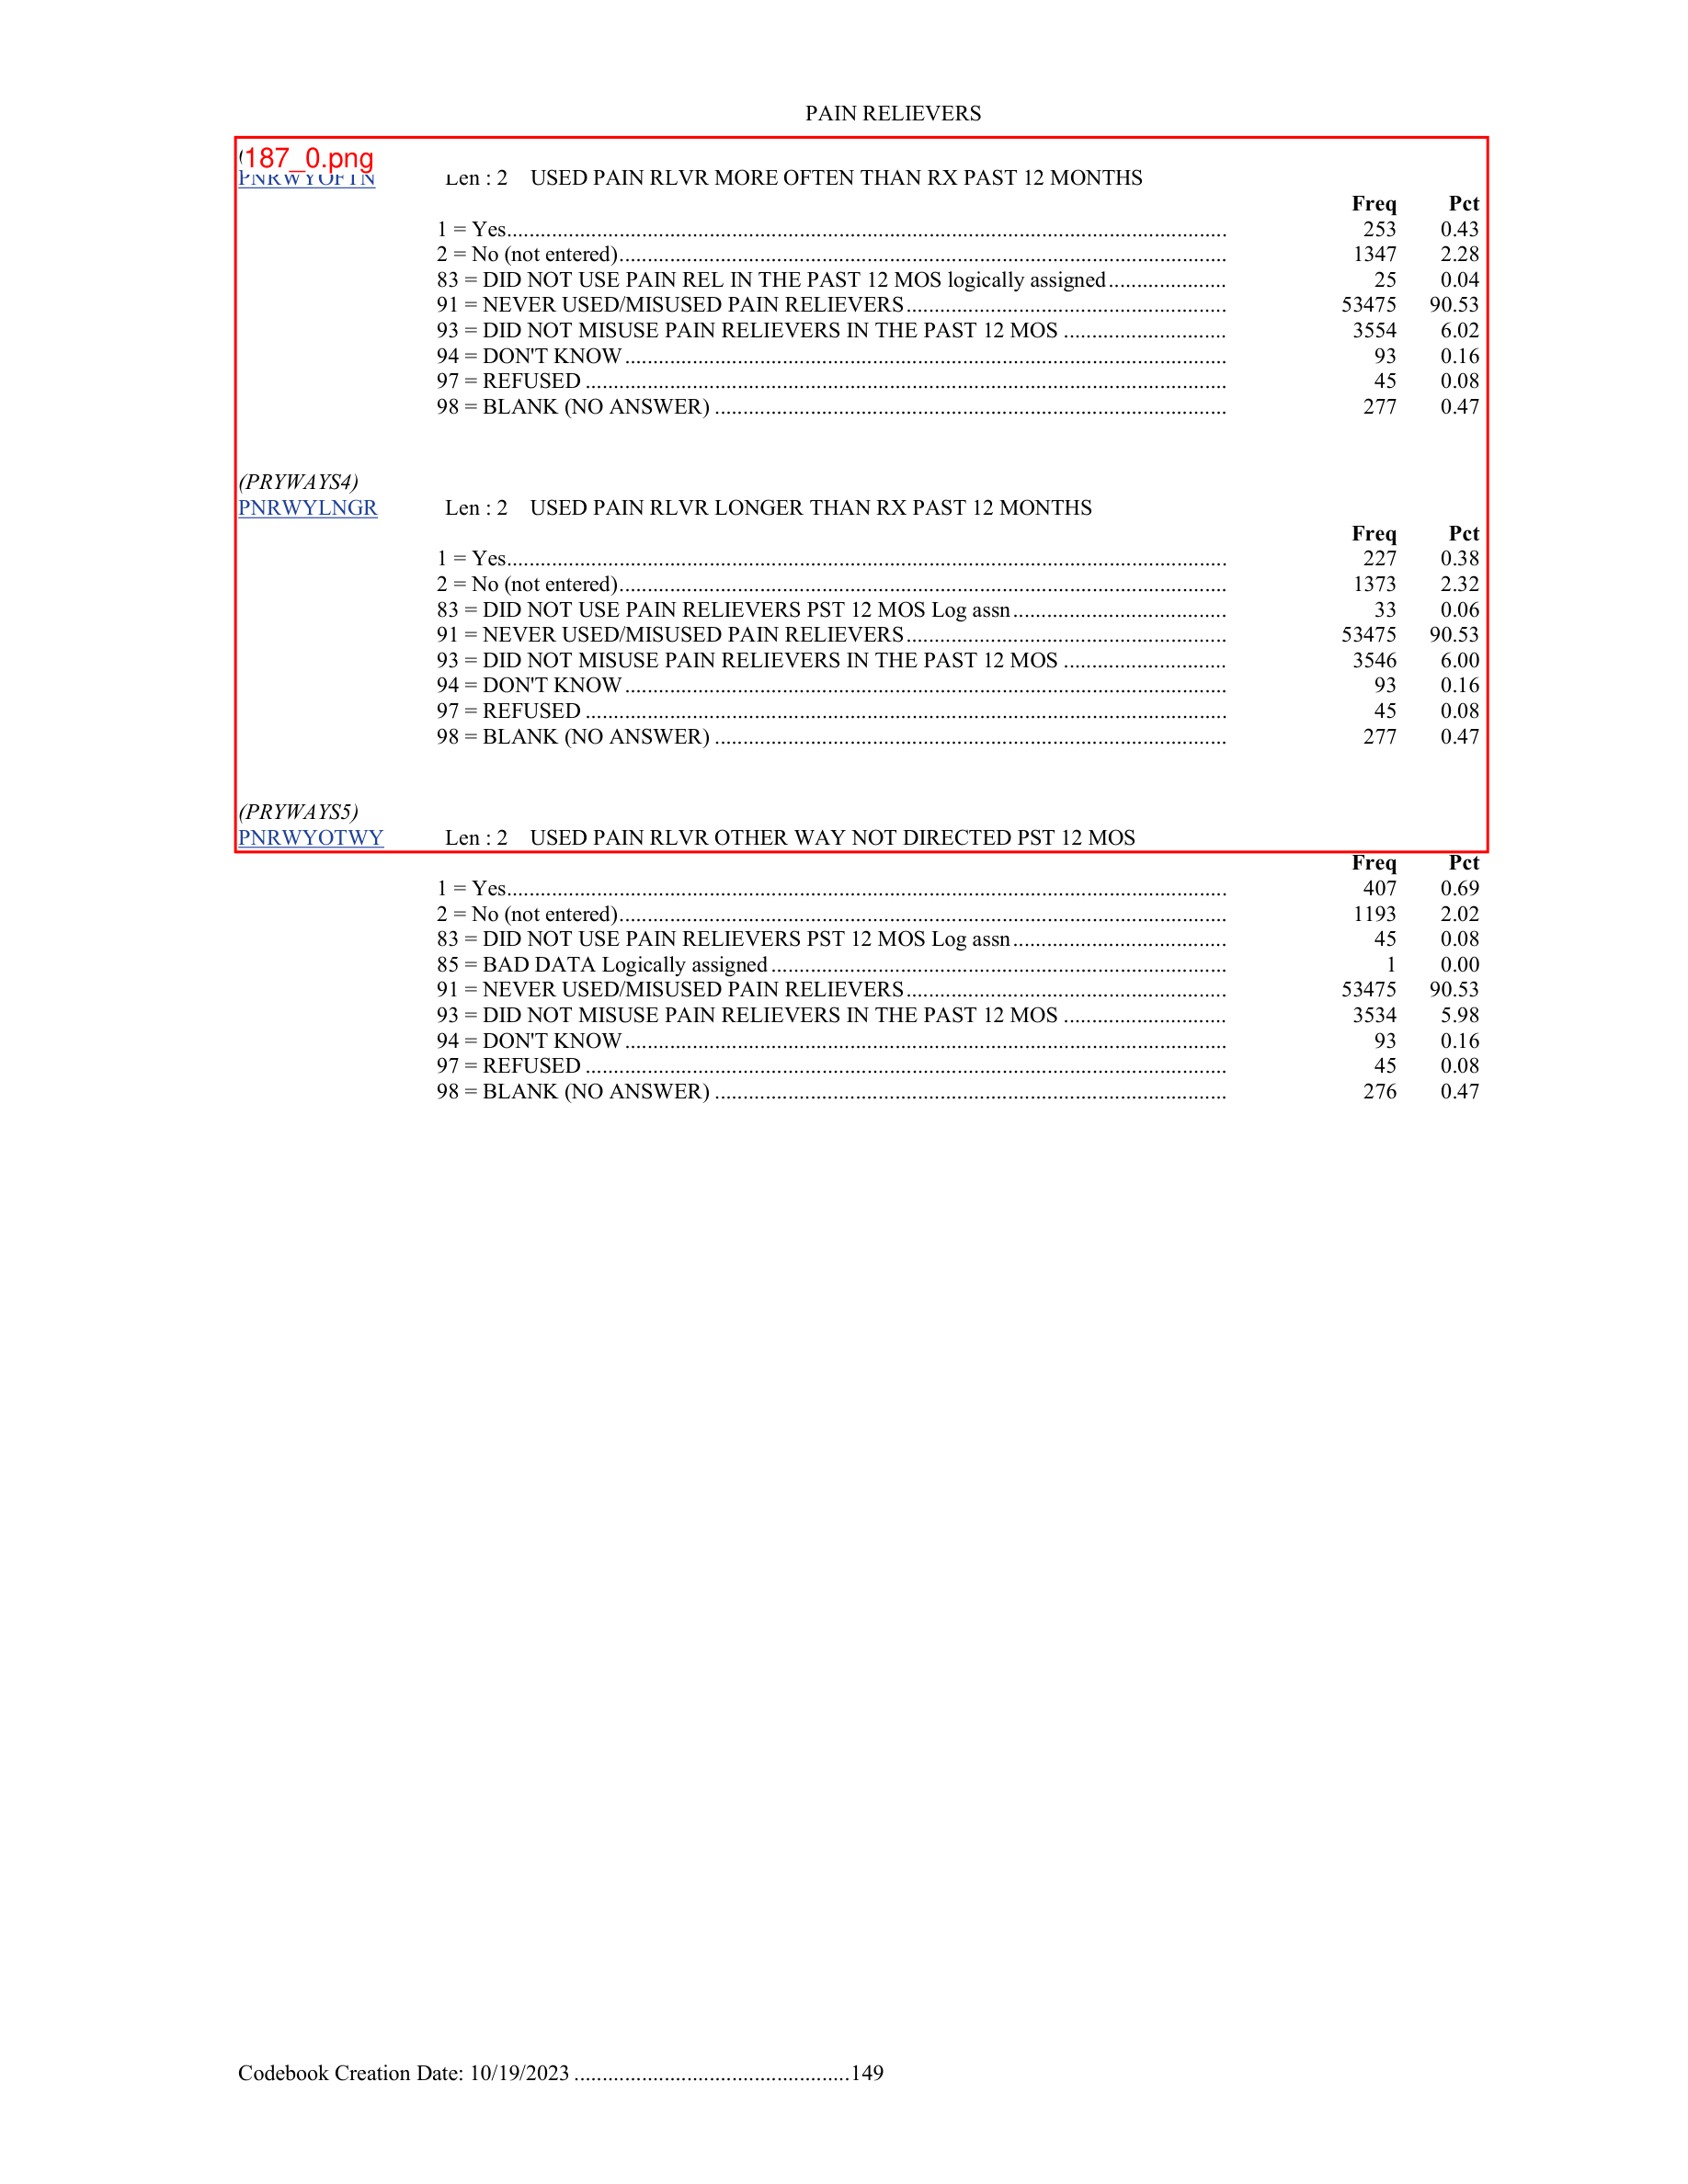 PAIN RELIEVERS
187_0.png
PNRWYOFTN Len : 2 USED PAIN RLVR MORE OFTEN THAN RX PAST 12 MONTHS
Freq Pct
1 = Yes................................................................ 253 0.43
2 = No (not entered)................................................................ 1347 2.28
83 = DID NOT USE PAIN REL IN THE PAST 12 MOS logically assigned..................... 25 0.04
91 = NEVER USED/MISUSED PAIN RELIEVERS......................................................... 53475 90.53
93 = DID NOT MISUSE PAIN RELIEVERS IN THE PAST 12 MOS ............................. 3554 6.02
94 = DON'T KNOW................................................................ 93 0.16
97 = REFUSED ................................................................ 45 0.08
98 = BLANK (NO ANSWER) ................................................................ 277 0.47
(PRYWAYS4)
PNRWYLNGR Len : 2 USED PAIN RLVR LONGER THAN RX PAST 12 MONTHS
Freq Pct
1 = Yes................................................................ 227 0.38
2 = No (not entered)................................................................ 1373 2.32
83 = DID NOT USE PAIN RELIEVERS PST 12 MOS Log assn...................................... 33 0.06
91 = NEVER USED/MISUSED PAIN RELIEVERS......................................................... 53475 90.53
93 = DID NOT MISUSE PAIN RELIEVERS IN THE PAST 12 MOS ............................. 3546 6.00
94 = DON'T KNOW................................................................ 93 0.16
97 = REFUSED ................................................................ 45 0.08
98 = BLANK (NO ANSWER) ................................................................ 277 0.47
(PRYWAYS5)
PNRWYOTWY Len : 2 USED PAIN RLVR OTHER WAY NOT DIRECTED PST 12 MOS
Freq Pct
1 = Yes................................................................ 407 0.69
2 = No (not entered)................................................................ 1193 2.02
83 = DID NOT USE PAIN RELIEVERS PST 12 MOS Log assn...................................... 45 0.08
85 = BAD DATA Logically assigned................................................................ 1 0.00
91 = NEVER USED/MISUSED PAIN RELIEVERS......................................................... 53475 90.53
93 = DID NOT MISUSE PAIN RELIEVERS IN THE PAST 12 MOS ............................. 3534 5.98
94 = DON'T KNOW................................................................ 93 0.16
97 = REFUSED ................................................................ 45 0.08
98 = BLANK (NO ANSWER) ................................................................ 276 0.47
Codebook Creation Date: 10/19/2023 .................................................149